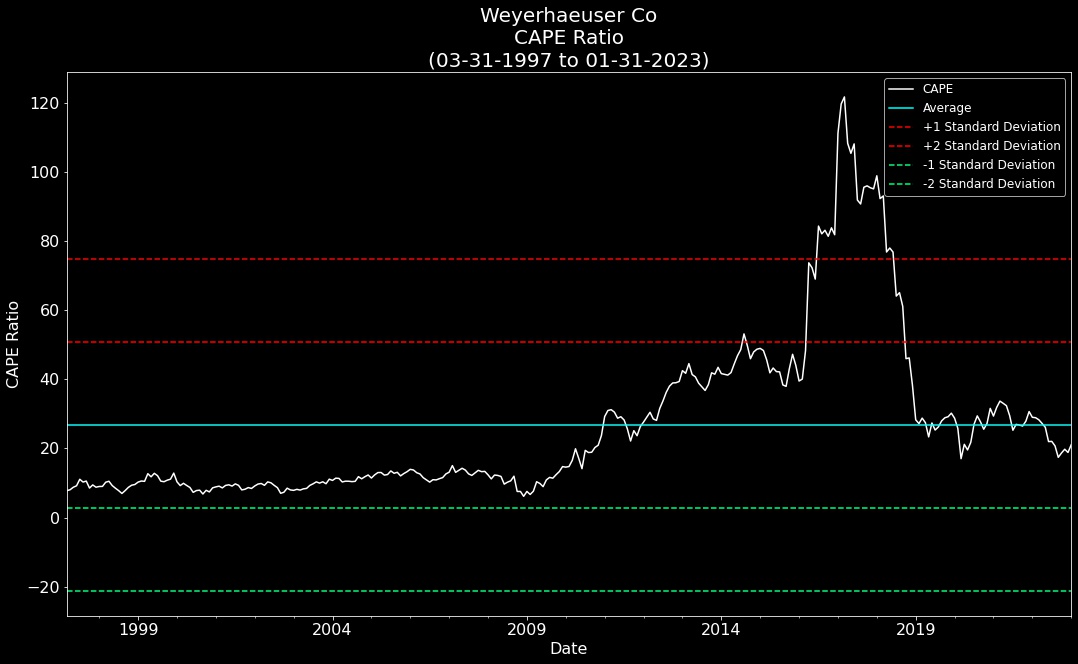 Weyerhaeuser Co
CAPE Ratio
(03-31-1997 to 01-31-2023)
CAPE
Average
+1 Standard Deviation
+2 Standard Deviation
-1 Standard Deviation
-2 Standard Deviation
CAPE Ratio
120
100
80
60
40
20
0
−20
1999
2004
2009
2014
2019
Date